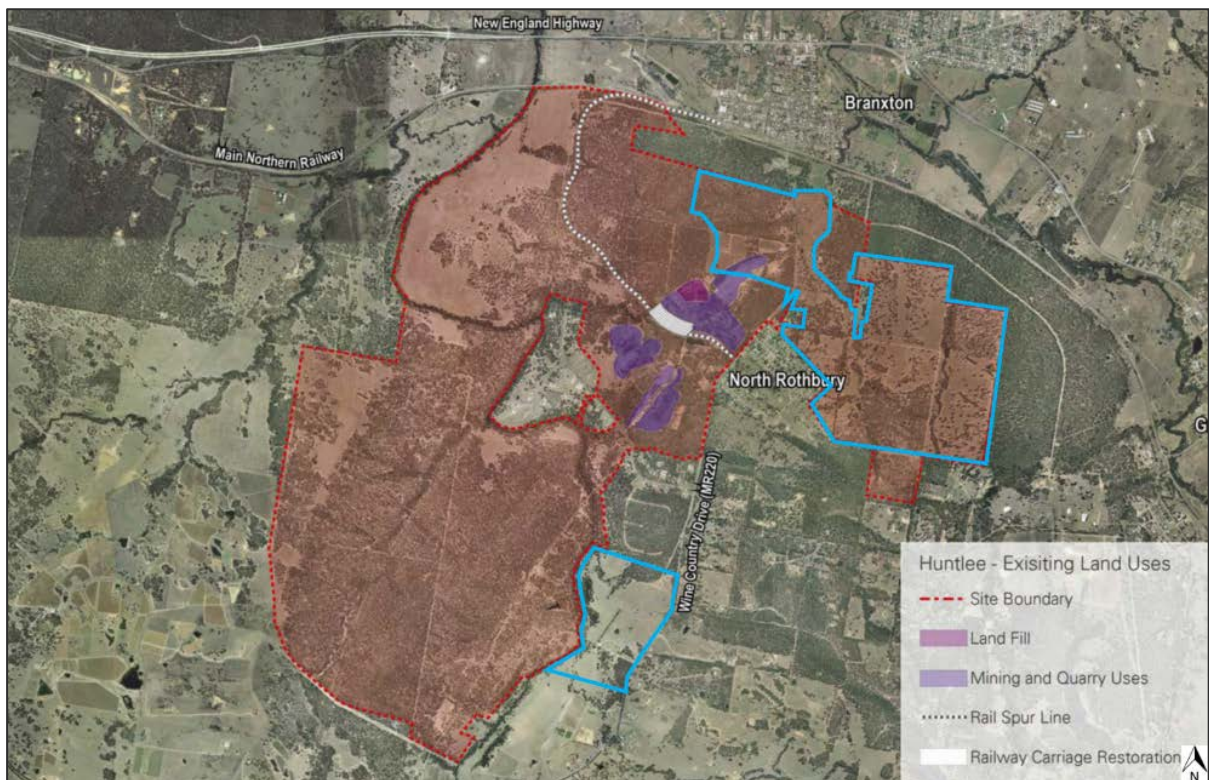 New England Highway
Branxton
Main Northern Railway
North Rothbury
G
Wine Country Drive (MR220)
Huntlee - Exisiting Land Uses
Site Boundary
Land Fill
Mining and Quarry Uses
Rail Spur Line
Railway Carriage Restoration
N